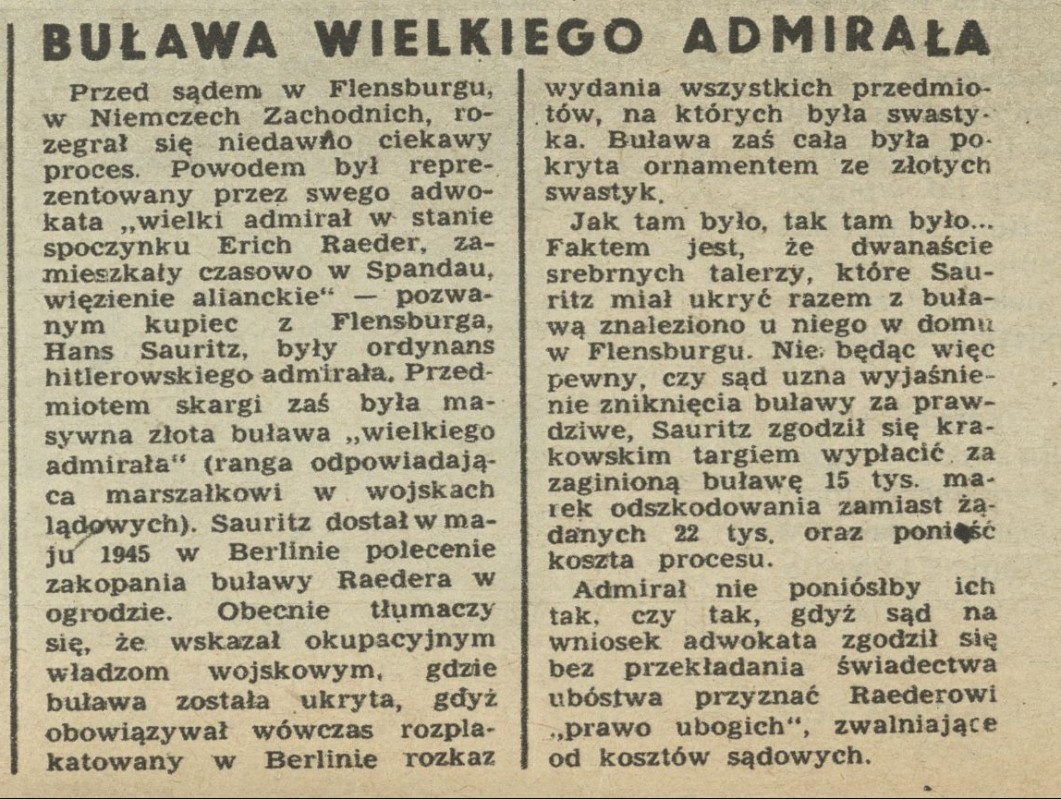 BUŁAWA WIELKIEGO ADMIRAŁA
Przed sądem w Flensburgu,
w Niemczech Zachodnich, ro-
zegrał się niedawno ciekawy
proces. Powodem był repre-
zentowany przez swego adwo-
kata „wielki admirał w stanie
spoczynku Erich Raeder, za-
mieszkały czasowo w Spandau,
więzienie alianckie“ — pozwa-
nym kupiec z Flensburga,
Hans Sauritz, były ordynans
hitlerowskiego admirała. Przed-
miotem skargi zaś była ma-
sywna złota buława „wielkiego
admirała“ (ranga odpowiadają-
ca marszałkowi w wojskach
lądowych). Sauritz dostał w ma-
ju 1945 w Berlinie polecenie
zakopania buławy Raedera w
ogrodzie. Obecnie tłumaczy
się, że wskazał okupacyjnym
władzom wojskowym, gdzie
buława została ukryta, gdyż
obowiązywał wówczas rozpla-
katowany w Berlinie rozkaz
wydania wszystkich przedmio-
tów, na których była swasty-
ka. Buława zaś cała była po-
kryta ornamentem ze złotych
swastyk.
Jak tam było, tak tam było...
Faktem jest, że dwanaście
srebrnych talerzy, które Sau-
ritz miał ukryć razem z buła-
wą znaleziono u niego w domu
w Flensburgu. Nie będąc więc
pewny, czy sąd uzna wyjaśnie-
nie zniknięcia buławy za praw-
dziwe, Sauritz zgodził się kra-
kowskim targiem wypłacić za
zaginioną buławę 15 tys. ma-
rek odszkodowania zamiast żą-
danych 22 tys. oraz ponieść
koszta procesu.
Admirał nie poniósłby ich
tak, czy tak, gdyż sąd na
wniosek adwokata zgodził się
bez przekładania świadectwa
ubóstwa przyznać Raederowi
„prawo ubogich“, zwalniające
od kosztów sądowych.